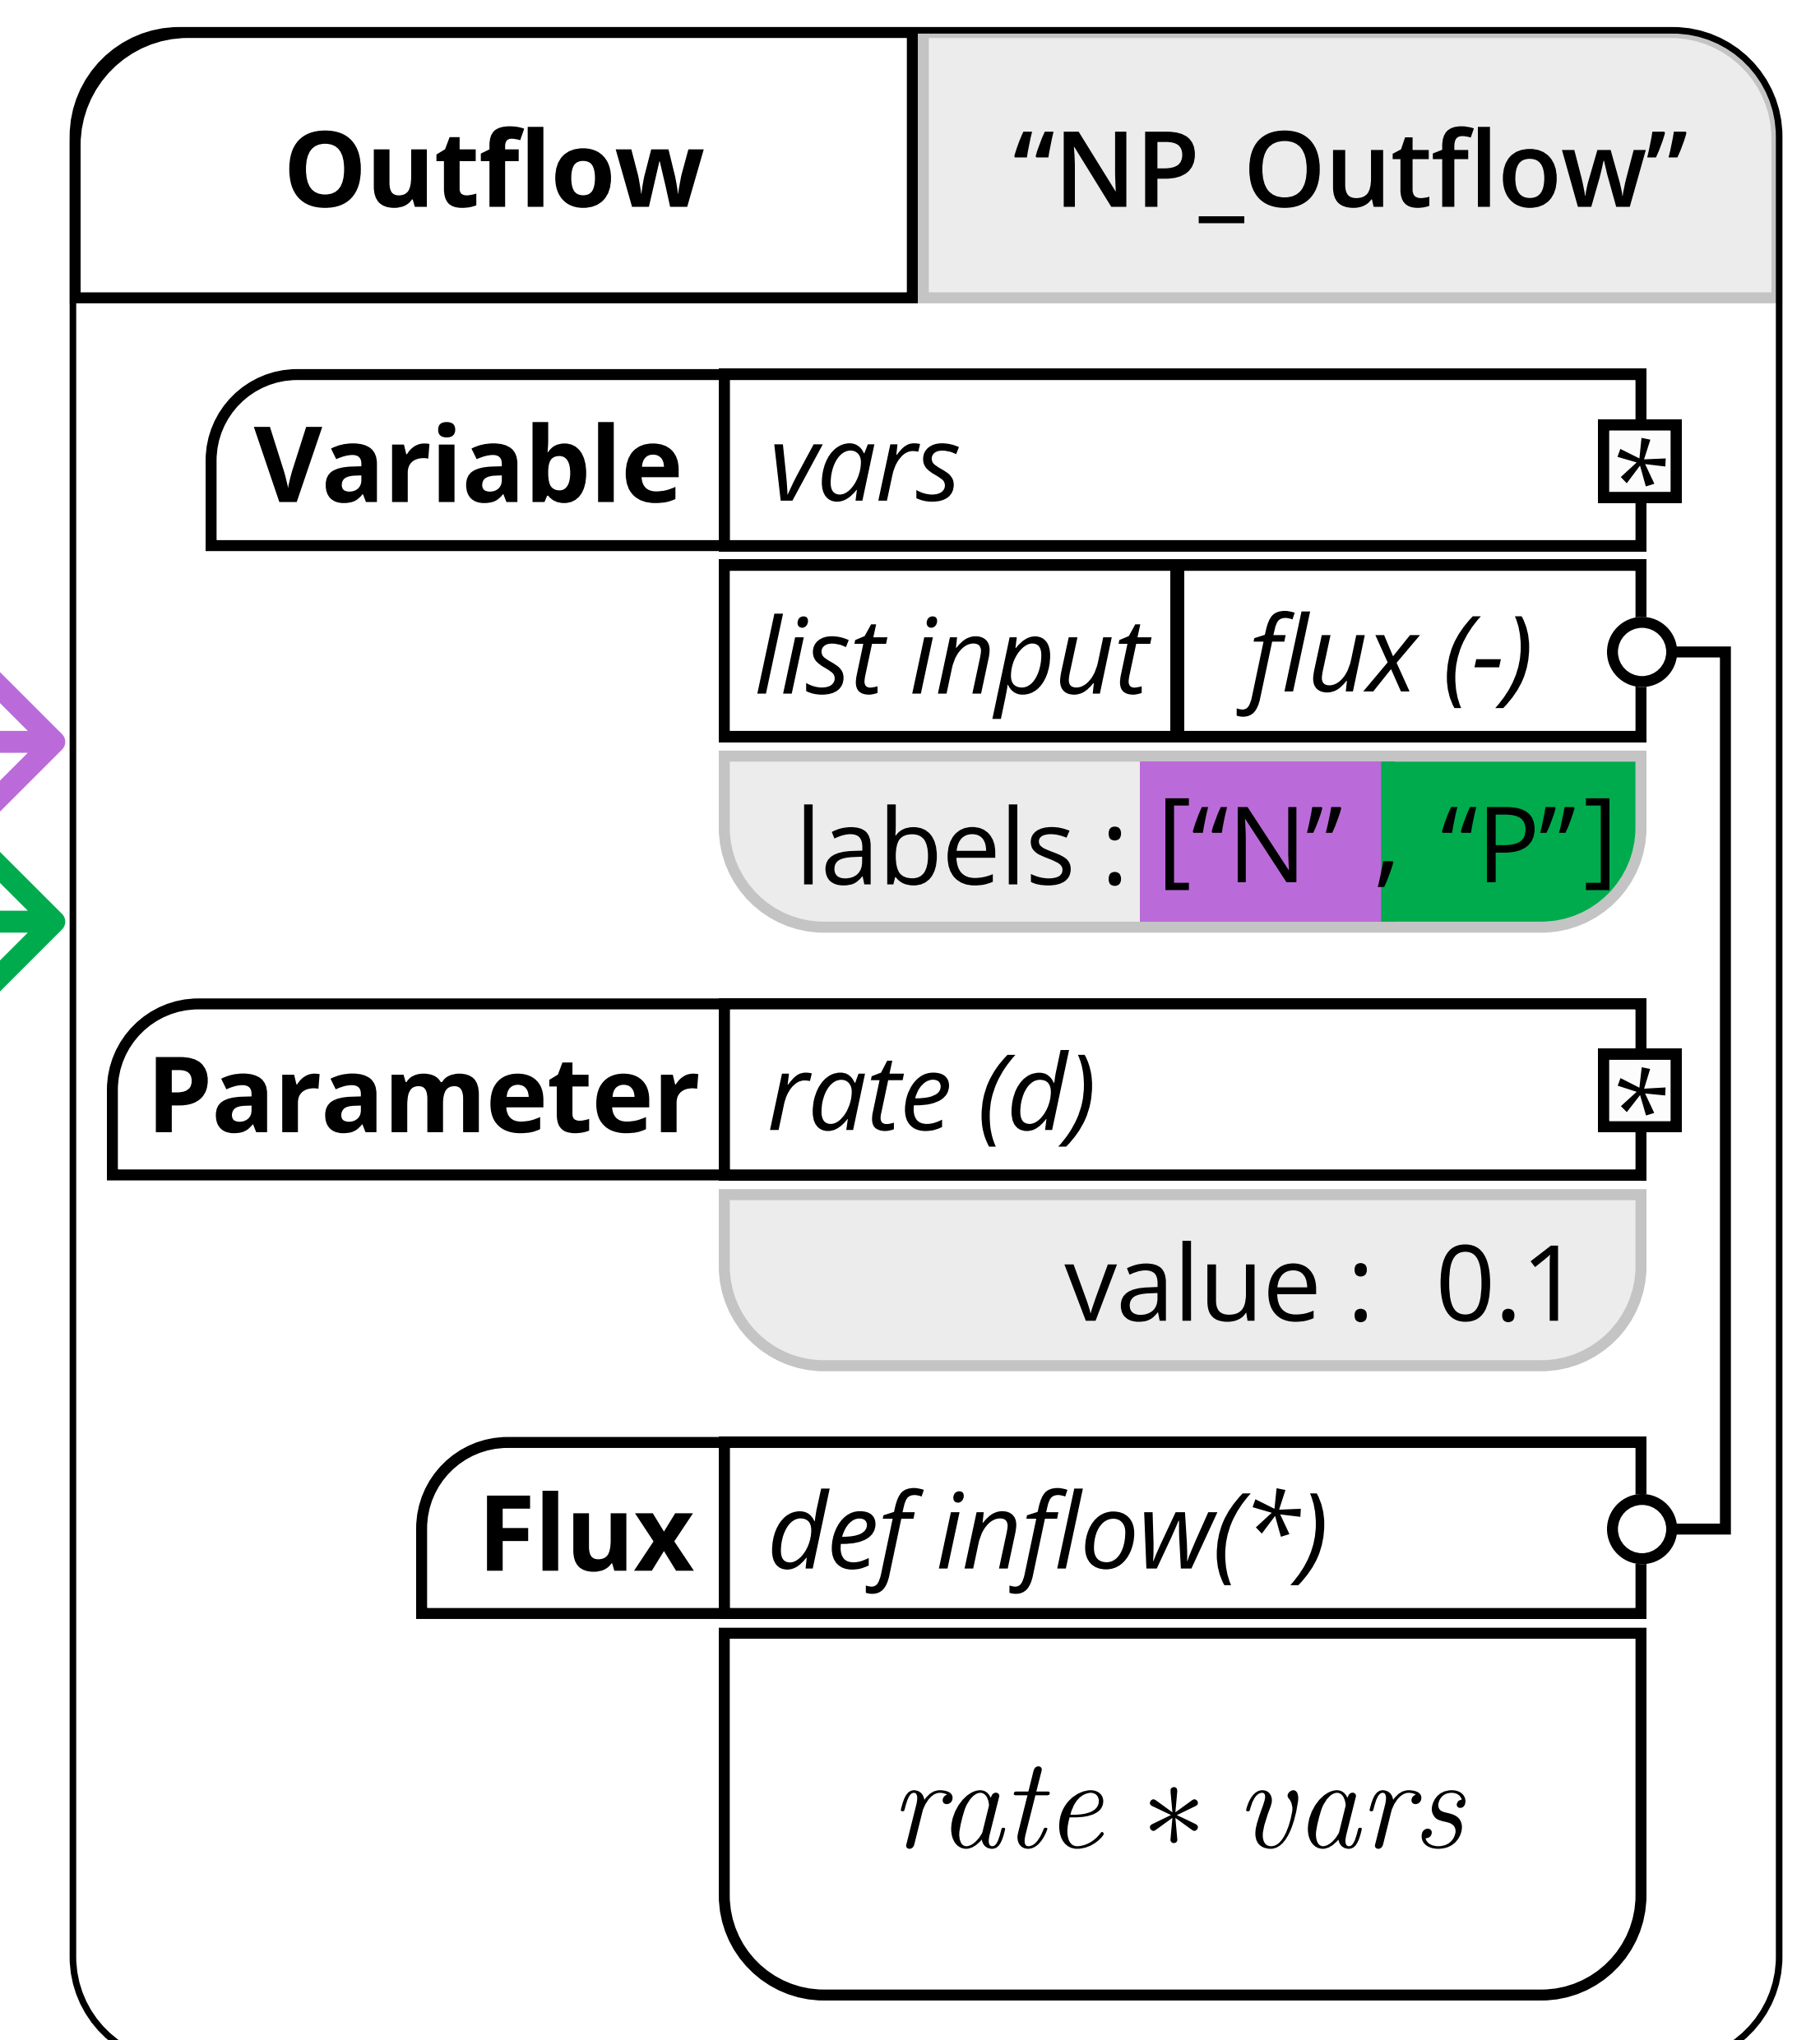 Outflow “NP_Outflow”
Variable vars *
list input flux (-)
labels : [“N” , “P”]
Parameter rate (d) *
value : 0.1
Flux def inflow(*)
rate * vars